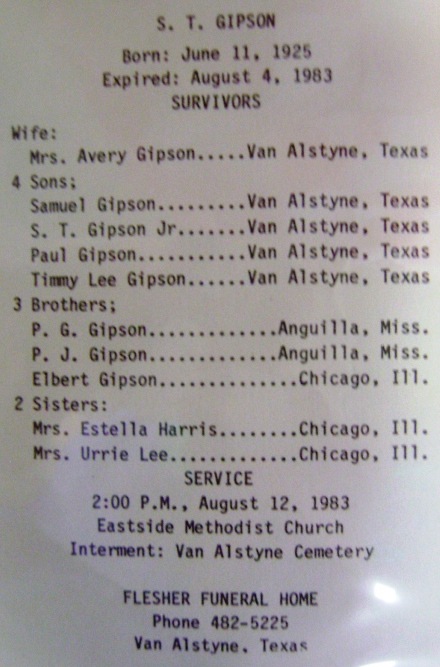 S. T. GIPSON
Born: June 11, 1925
Expired: August 4, 1983
SURVIVORS
Wife:
Mrs. Avery Gipson.....Van Alstyne, Texas
4 Sons;
Samuel Gipson.........Van Alstyne, Texas
S. T. Gipson Jr.......Van Alstyne, Texas
Paul Gipson...........Van Alstyne, Texas
Timmy Lee Gipson......Van Alstyne, Texas
3 Brothers;
P. G. Gipson.............Anguilla, Miss.
P. J. Gipson.............Anguilla, Miss.
Elbert Gipson.............Chicago, Ill.
2 Sisters:
Mrs. Estella Harris........Chicago, Ill.
Mrs. Urrie Lee.............Chicago, Ill.
SERVICE
2:00 P.M., August 12, 1983
Eastside Methodist Church
Interment: Van Alstyne Cemetery
FLESHER FUNERAL HOME
Phone 482-5225
Van Alstyne, Texas